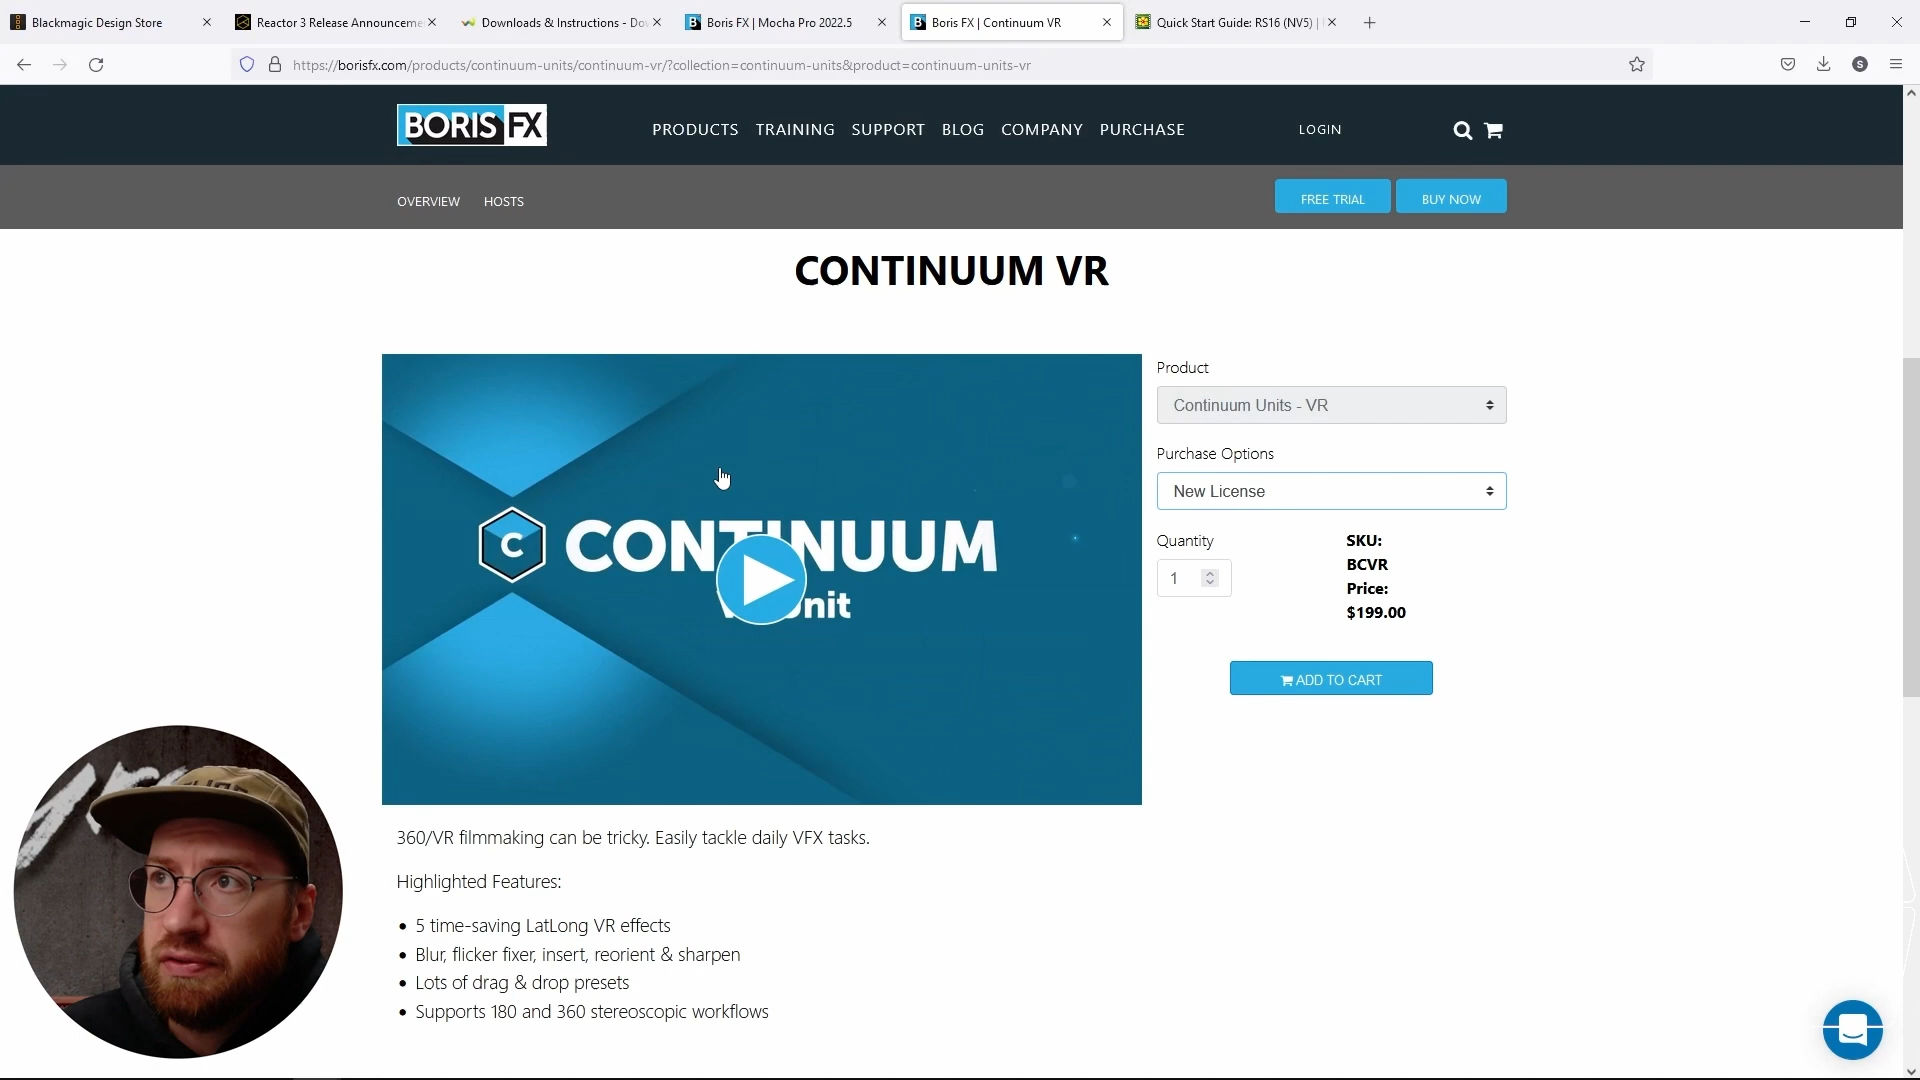 Blackmagic Design Store
Reactor 3 Release Announceme
Downloads & Instructions - Dov
Boris FX | Mocha Pro 2022.5
Boris FX | Continuum VR
Quick Start Guide: RS16 (NV5) |
https://borisfx.com/products/continuum-units/continuum-vr/?collection=continuum-units&product=continuum-units-vr
S
BORIS FX
PRODUCTS TRAINING SUPPORT BLOG COMPANY PURCHASE
LOGIN
OVERVIEW HOSTS
FREE TRIAL
BUY NOW
CONTINUUM VR
C CONTINUUM
Product
Continuum Units - VR
Purchase Options
New License
Quantity
1
SKU:
BCVR
Price:
$199.00
ADD TO CART
360/VR filmmaking can be tricky. Easily tackle daily VFX tasks.
Highlighted Features:
• 5 time-saving LatLong VR effects
• Blur, flicker fixer, insert, reorient & sharpen
• Lots of drag & drop presets
• Supports 180 and 360 stereoscopic workflows